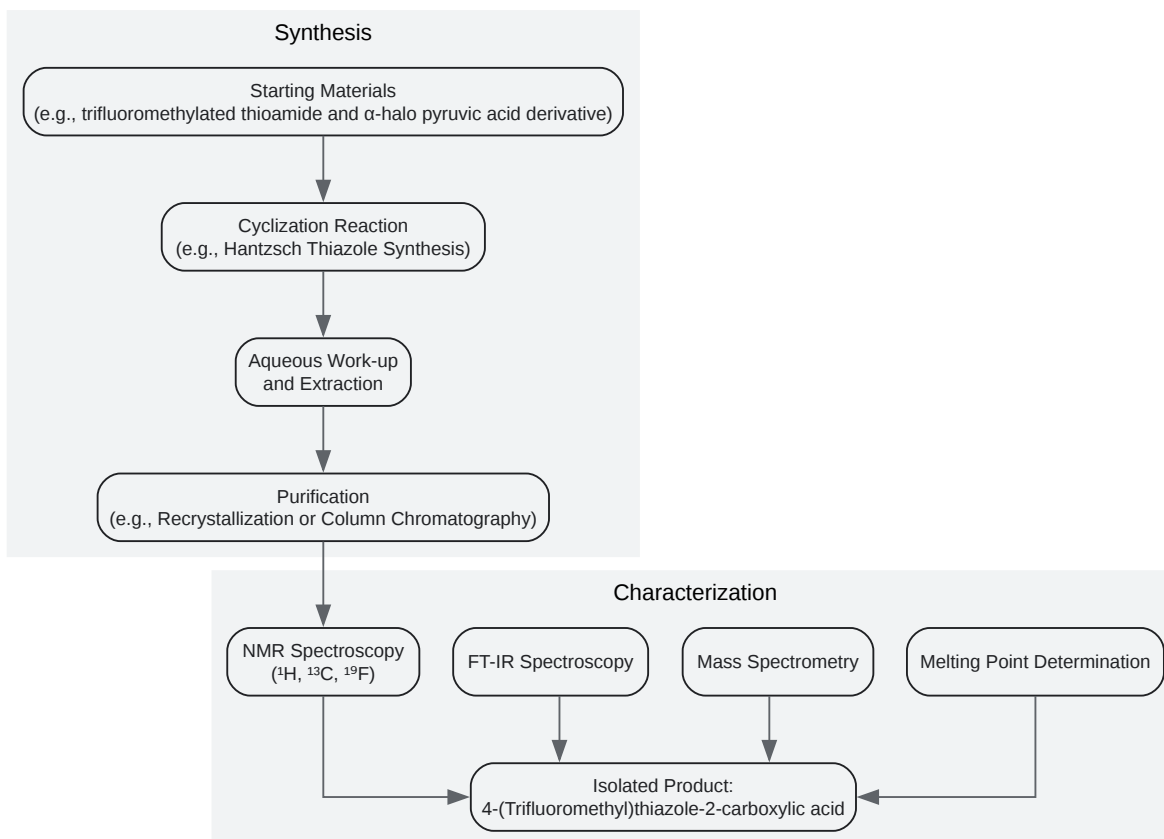 Synthesis
Starting Materials
(e.g., trifluoromethylated thioamide and α-halo pyruvic acid derivative)
Cyclization Reaction
(e.g., Hantzsch Thiazole Synthesis)
Aqueous Work-up
and Extraction
Purification
(e.g., Recrystallization or Column Chromatography)
Characterization
NMR Spectroscopy
(¹H, ¹³C, ¹⁹F)
FT-IR Spectroscopy
Mass Spectrometry
Melting Point Determination
Isolated Product:
4-(Trifluoromethyl)thiazole-2-carboxylic acid